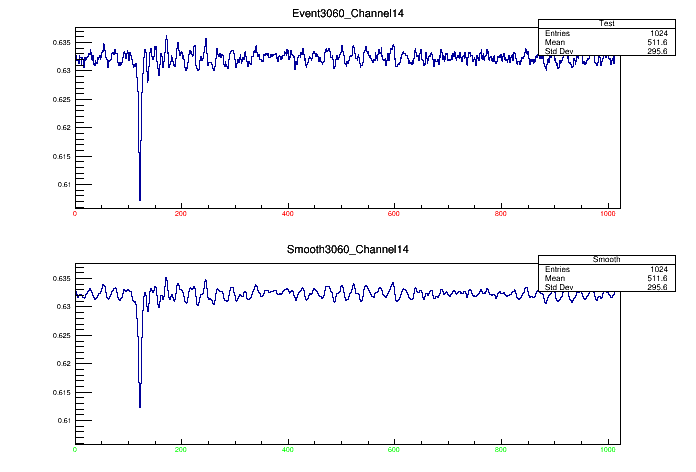 Event3060_Channel14
Test
Entries 1024
Mean 511.6
Std Dev 295.6
0.635
0.63
0.625
0.62
0.615
0.61
0 200 400 600 800 1000
Smooth3060_Channel14
Smooth
Entries 1024
Mean 511.6
Std Dev 295.6
0.635
0.63
0.625
0.62
0.615
0.61
0 200 400 600 800 1000